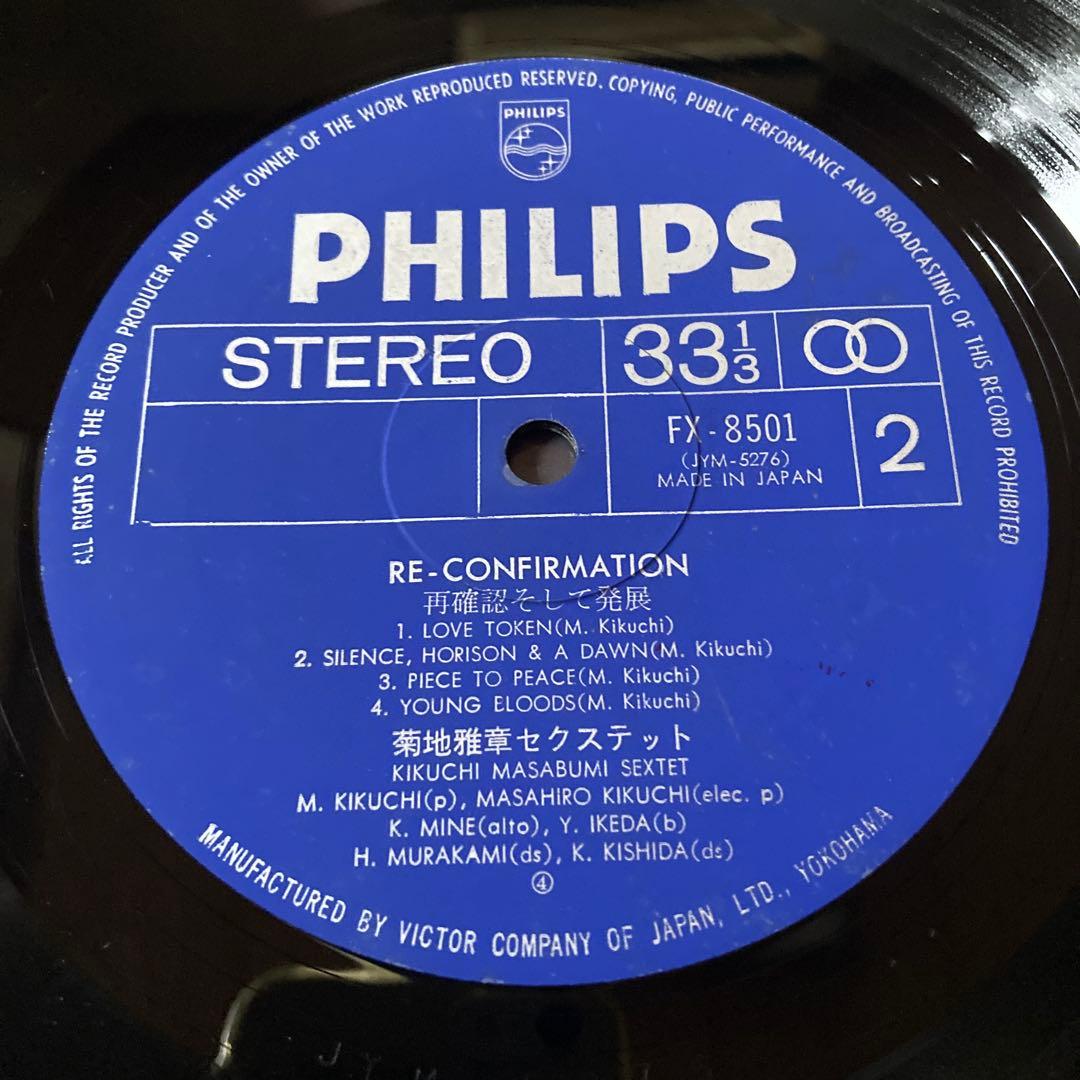 ALL RIGHTS OF THE RECORD PRODUCER AND OF THE OWNER OF THE WORK REPRODUCED RESERVED. COPYING, PUBLIC PERFORMANCE AND BROADCASTING OF THIS RECORD PROHIBITED
PHILIPS
PHILIPS
STEREO 33 1/3
FX-8501
(JYM-5276)
MADE IN JAPAN
2
RE-CONFIRMATION
再確認そして発展
1. LOVE TOKEN(M. Kikuchi)
2. SILENCE, HORISON & A DAWN(M. Kikuchi)
3. PIECE TO PEACE(M. Kikuchi)
4. YOUNG ELOODS(M. Kikuchi)
菊地雅章セクステット
KIKUCHI MASABUMI SEXTET
M. KIKUCHI(p), MASAHIRO KIKUCHI(elec. p)
K. MINE(alto), Y. IKEDA(b)
H. MURAKAMI(ds), K. KISHIDA(ds)
④
MANUFACTURED BY VICTOR COMPANY OF JAPAN, LTD., YOKOHAMA
J Y M